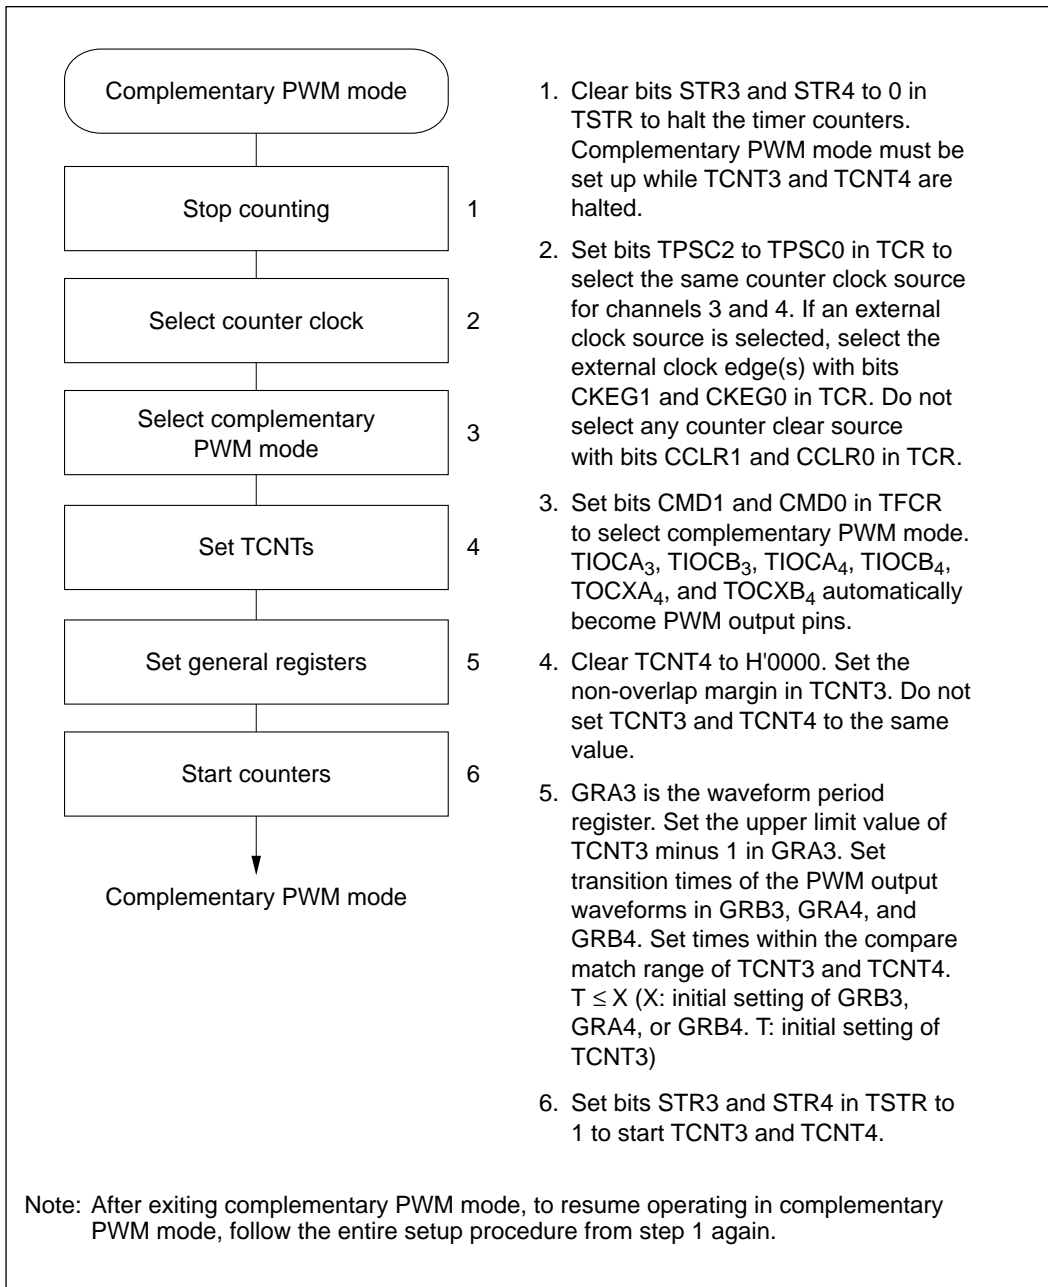 Complementary PWM mode
Stop counting
1
Select counter clock
2
Select complementary
PWM mode
3
Set TCNTs
4
Set general registers
5
Start counters
6
Complementary PWM mode
1. Clear bits STR3 and STR4 to 0 in
TSTR to halt the timer counters.
Complementary PWM mode must be
set up while TCNT3 and TCNT4 are
halted.
2. Set bits TPSC2 to TPSC0 in TCR to
select the same counter clock source
for channels 3 and 4. If an external
clock source is selected, select the
external clock edge(s) with bits
CKEG1 and CKEG0 in TCR. Do not
select any counter clear source
with bits CCLR1 and CCLR0 in TCR.
3. Set bits CMD1 and CMD0 in TFCR
to select complementary PWM mode.
TIOCA₃, TIOCB₃, TIOCA₄, TIOCB₄,
TOCXA₄, and TOCXB₄ automatically
become PWM output pins.
4. Clear TCNT4 to H'0000. Set the
non-overlap margin in TCNT3. Do not
set TCNT3 and TCNT4 to the same
value.
5. GRA3 is the waveform period
register. Set the upper limit value of
TCNT3 minus 1 in GRA3. Set
transition times of the PWM output
waveforms in GRB3, GRA4, and
GRB4. Set times within the compare
match range of TCNT3 and TCNT4.
T ≤ X (X: initial setting of GRB3,
GRA4, or GRB4. T: initial setting of
TCNT3)
6. Set bits STR3 and STR4 in TSTR to
1 to start TCNT3 and TCNT4.
Note: After exiting complementary PWM mode, to resume operating in complementary
PWM mode, follow the entire setup procedure from step 1 again.